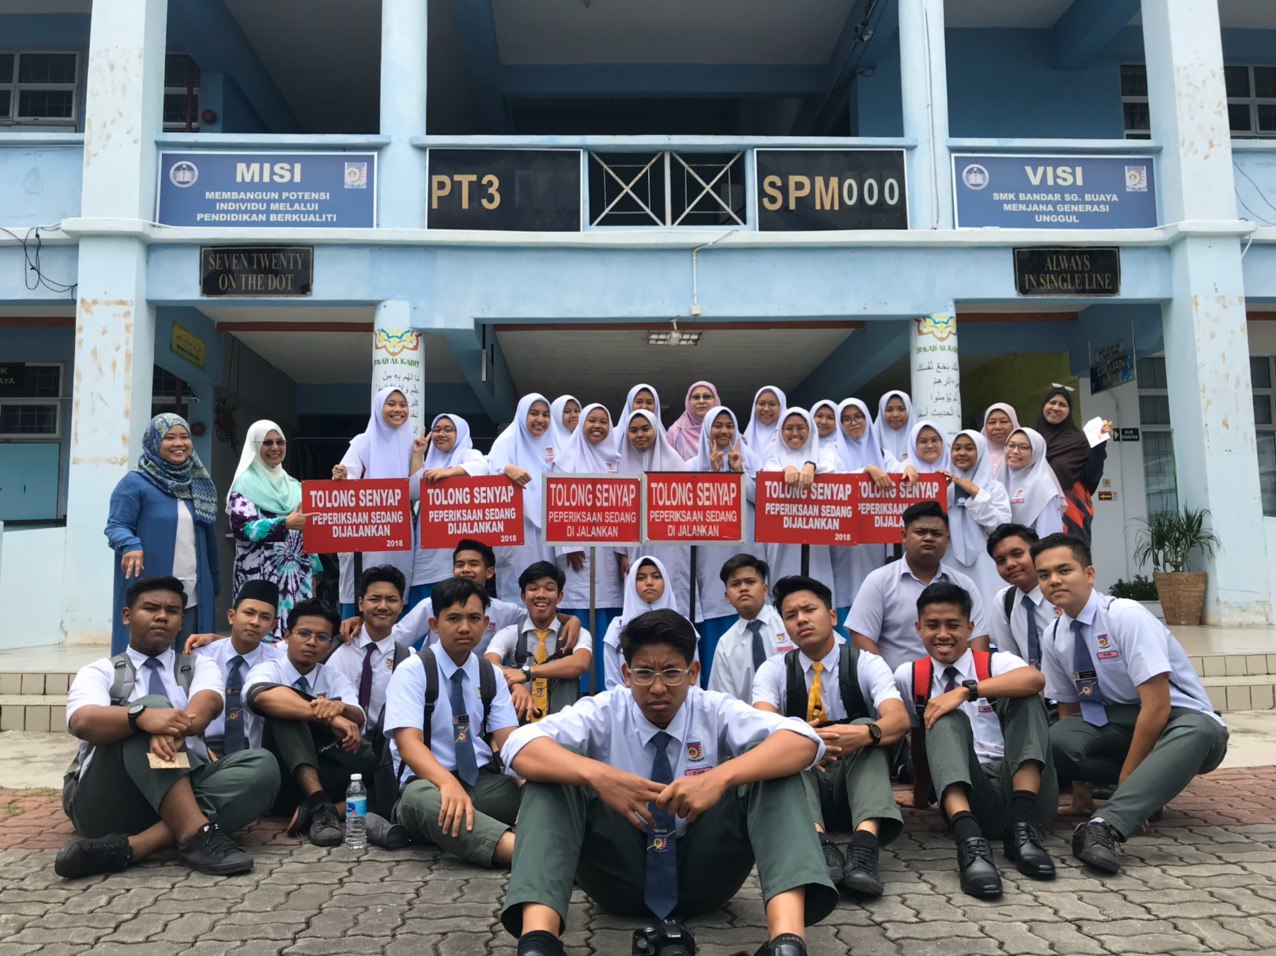 MISI
MEMBANGUN POTENSI
INDIVIDU MELALUI
PENDIDIKAN BERKUALITI
PT3
SPM000
VISI
SMK BANDAR SG. BUAYA
MENJANA GENERASI
UNGGUL
SEVEN TWENTY
ON THE DOT
ALWAYS
IN SINGLE LINE
TOLONG SENYAP
PEPERIKSAAN SEDANG
DIJALANKAN
2018
TOLONG SENYAP
PEPERIKSAAN SEDANG
DIJALANKAN
2018
TOLONG SENYAP
PEPERIKSAAN SEDANG
DI JALANKAN
TOLONG SENYAP
PEPERIKSAAN SEDANG
DI JALANKAN
TOLONG SENYAP
PEPERIKSAAN SEDANG
DIJALANKAN
2018
TOLONG SENYAP
PEPERIKSAAN SEDANG